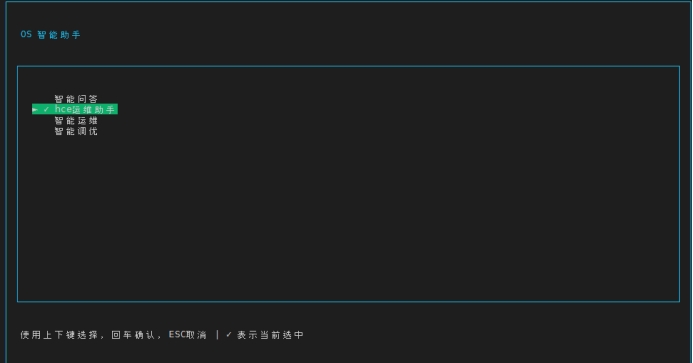 OS 智能助手
智能问答
► ✓ hce运维助手
智能运维
智能调优
使用上下键选择, 回车确认, ESC取消 | ✓ 表示当前选中